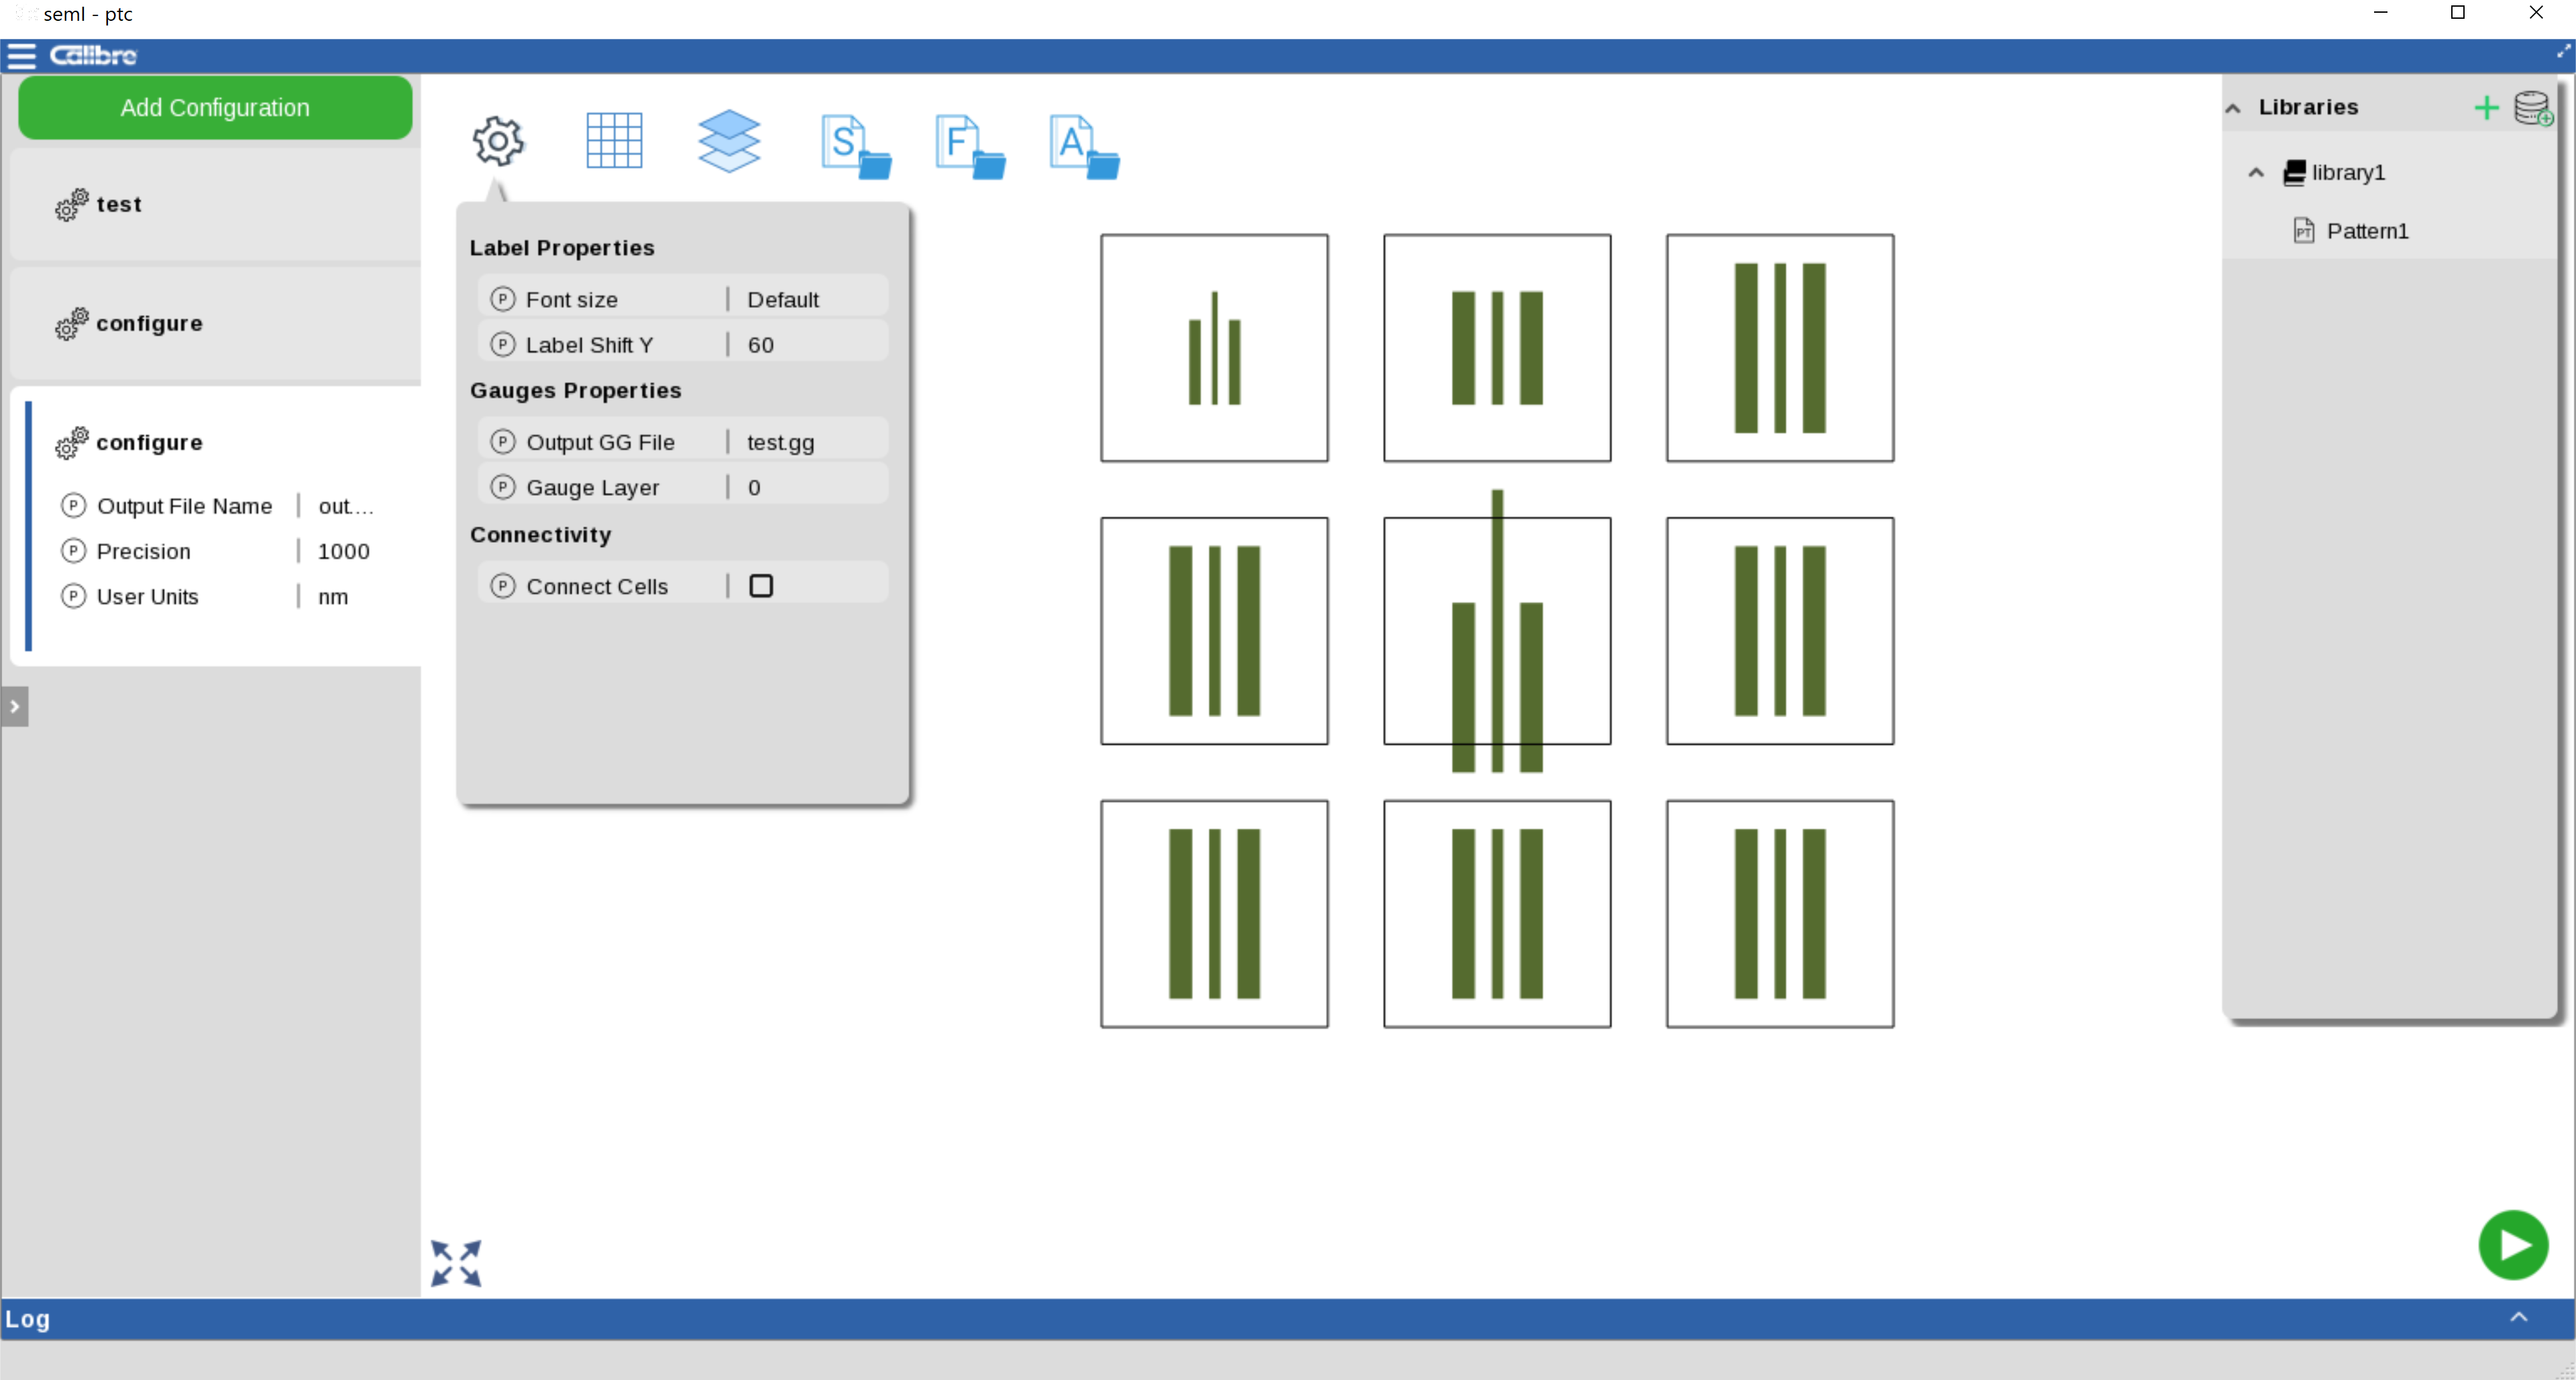 seml - ptc
Calibre
Add Configuration
test
configure
configure
P Output File Name | out....
P Precision | 1000
P User Units | nm
S
F
A
Label Properties
P Font size | Default
P Label Shift Y | 60
Gauges Properties
P Output GG File | test.gg
P Gauge Layer | 0
Connectivity
P Connect Cells
Libraries
library1
PT Pattern1
Log